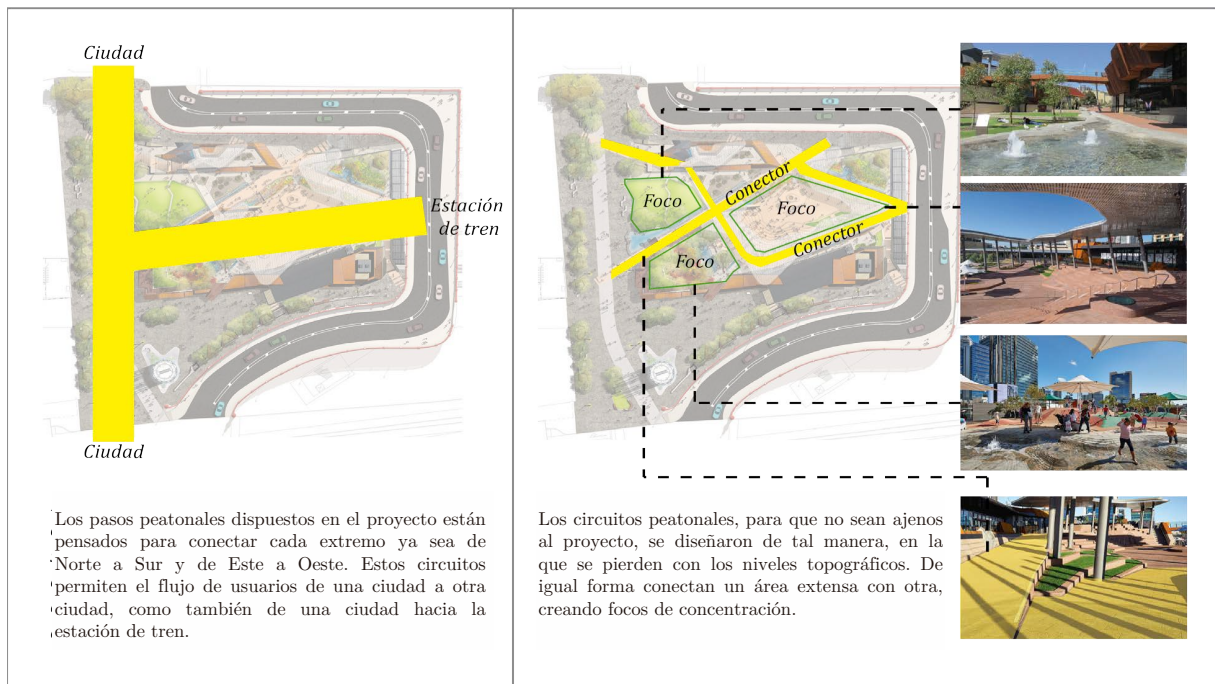 Ciudad
Estación
de tren
Ciudad
Los pasos peatonales dispuestos en el proyecto están
pensados para conectar cada extremo ya sea de
Norte a Sur y de Este a Oeste. Estos circuitos
permiten el flujo de usuarios de una ciudad a otra
ciudad, como también de una ciudad hacia la
estación de tren.
Foco
Conector
Foco
Conector
Foco
Los circuitos peatonales, para que no sean ajenos
al proyecto, se diseñaron de tal manera, en la
que se pierden con los niveles topográficos. De
igual forma conectan un área extensa con otra,
creando focos de concentración.